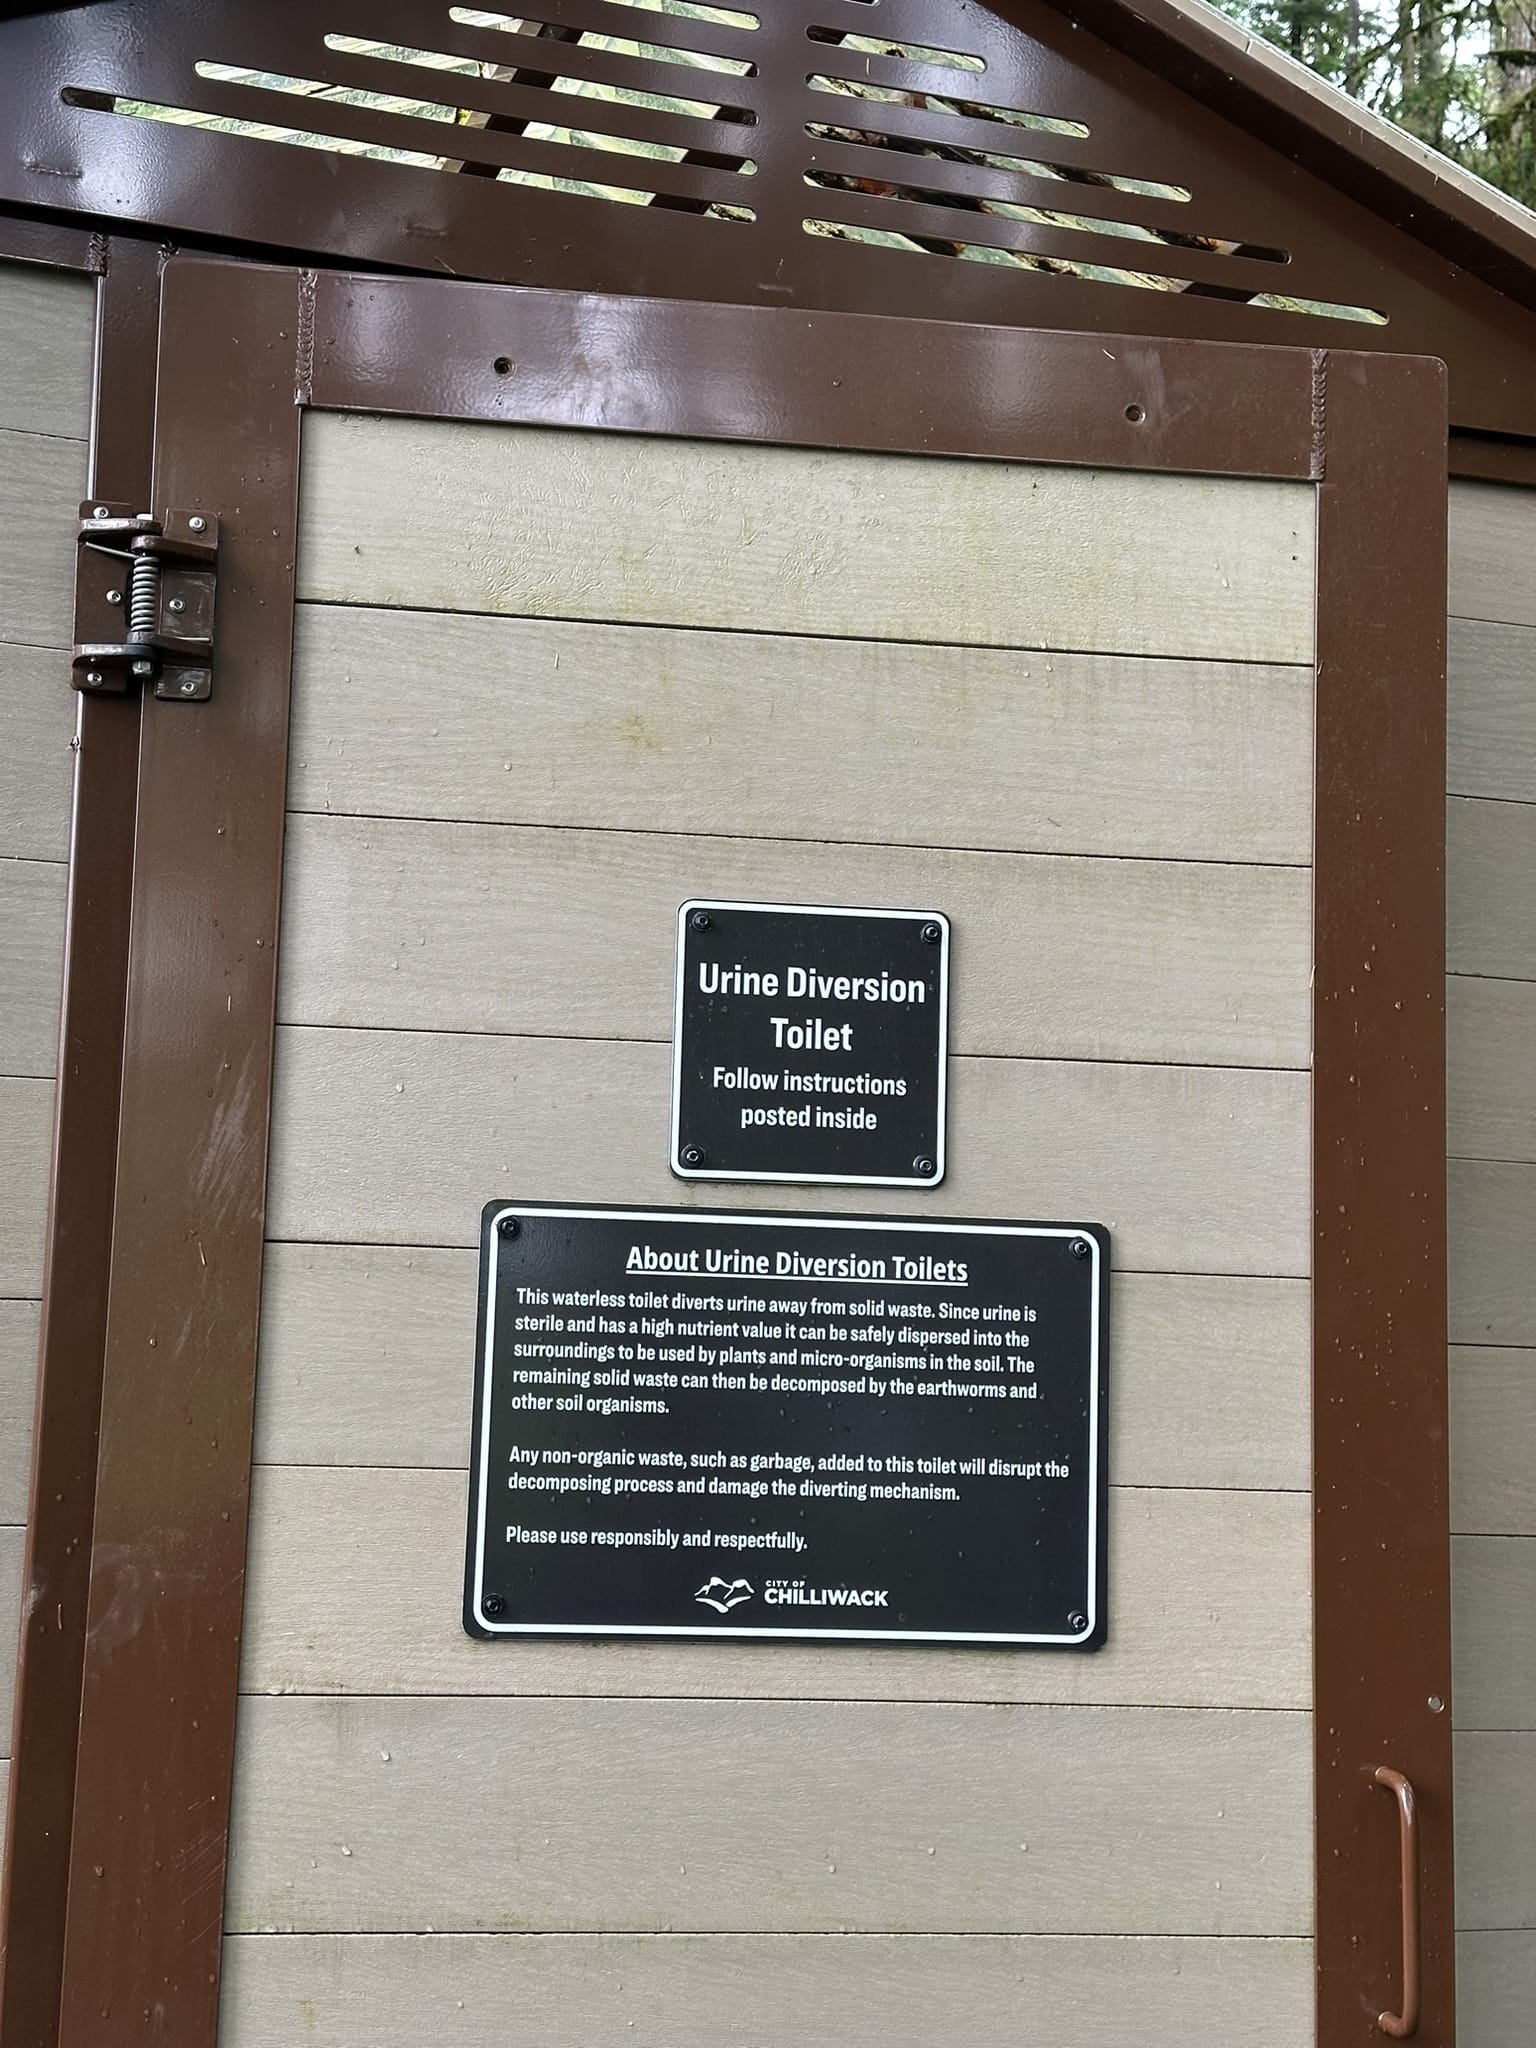 Urine Diversion
Toilet
Follow instructions
posted inside
About Urine Diversion Toilets
This waterless toilet diverts urine away from solid waste. Since urine is
sterile and has a high nutrient value it can be safely dispersed into the
surroundings to be used by plants and micro-organisms in the soil. The
remaining solid waste can then be decomposed by the earthworms and
other soil organisms.
Any non-organic waste, such as garbage, added to this toilet will disrupt the
decomposing process and damage the diverting mechanism.
Please use responsibly and respectfully.
CITY OF
CHILLIWACK